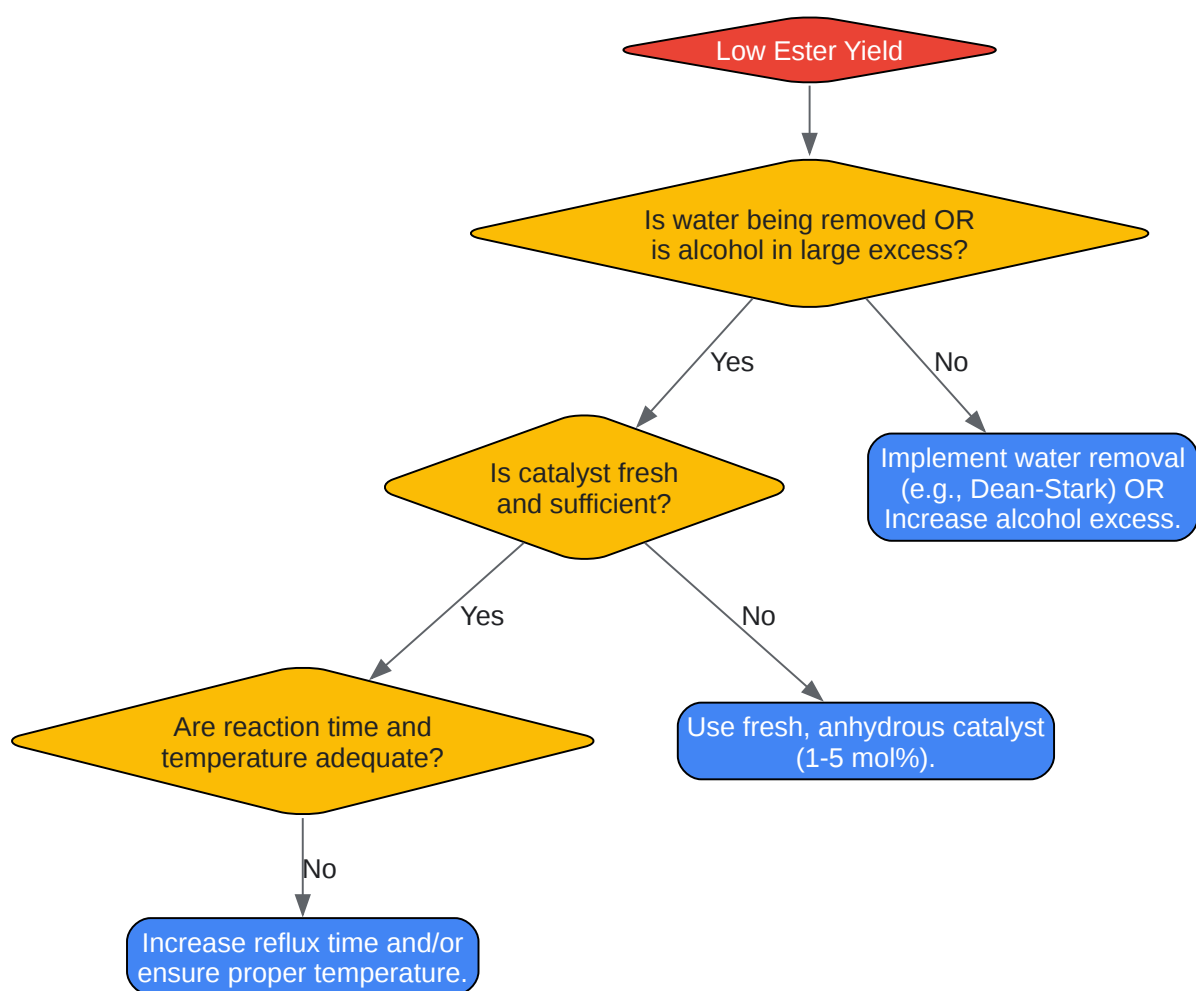 Low Ester Yield
Is water being removed OR
is alcohol in large excess?
Yes
No
Is catalyst fresh
and sufficient?
Implement water removal
(e.g., Dean-Stark) OR
Increase alcohol excess.
Yes
No
Are reaction time and
temperature adequate?
Use fresh, anhydrous catalyst
(1-5 mol%).
No
Increase reflux time and/or
ensure proper temperature.